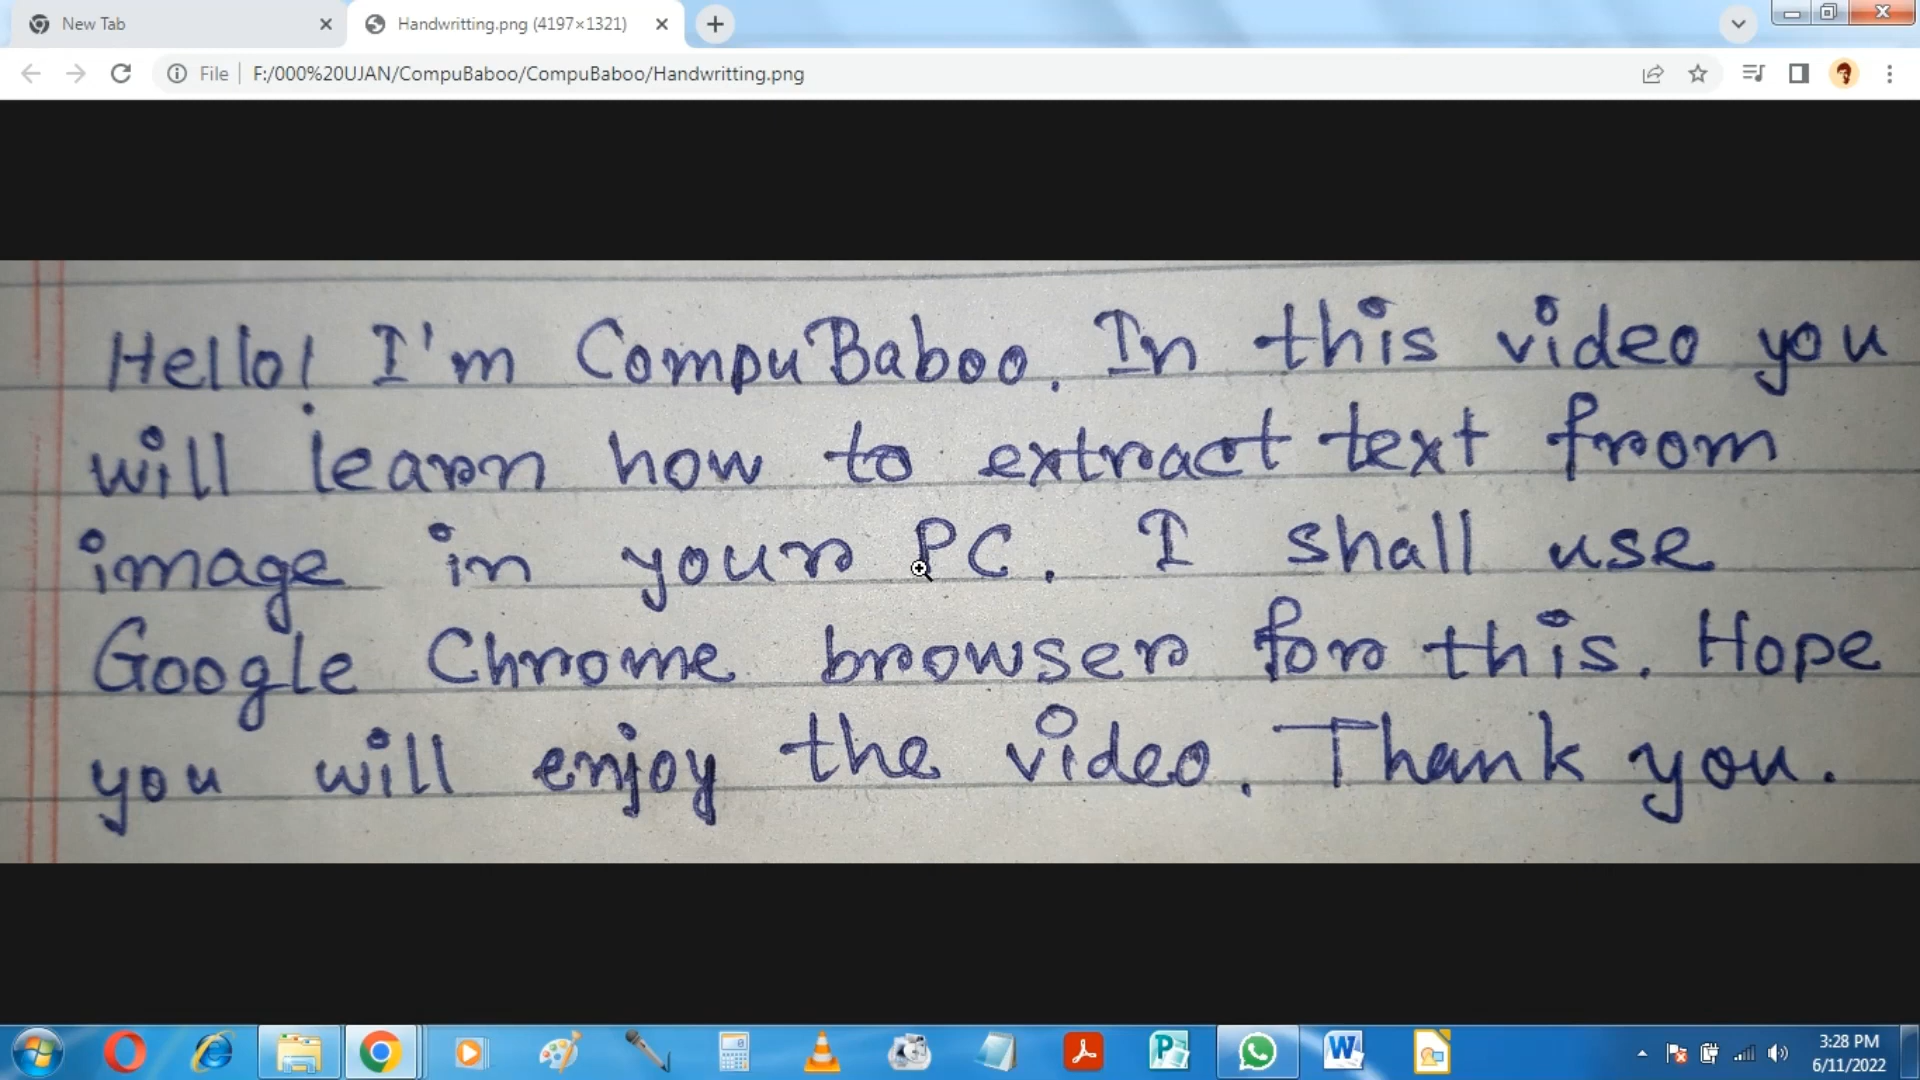 New Tab
Handwritting.png (4197×1321)
File
F:/000%20UJAN/CompuBaboo/CompuBaboo/Handwritting.png
Hello! I'm CompuBaboo. In this video you
will learn how to extract text from
image in your PC. I shall use
Google Chrome browser for this. Hope
you will enjoy the video. Thank you.
3:28 PM
6/11/2022